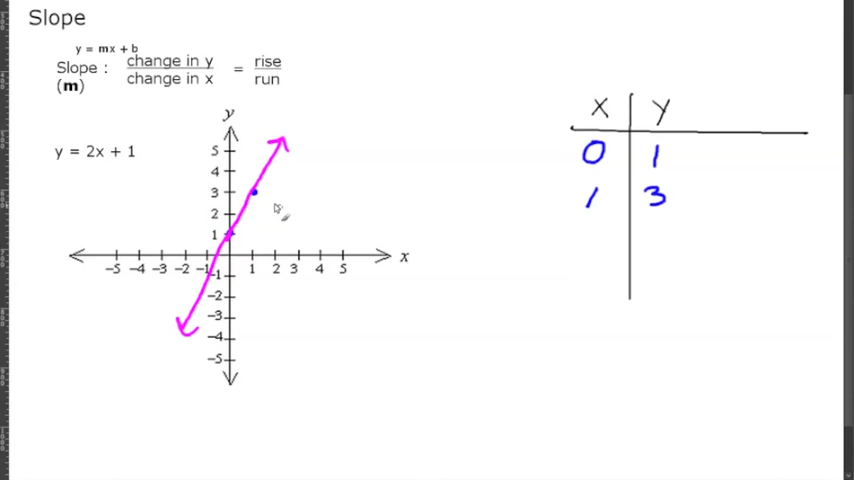 Slope
y = mx + b
Slope : change in y = rise
(m) change in x run
X Y
y
y = 2x + 1
0 1
1 3
5
4
3
2
1
-5 -4 -3 -2 -1 1 2 3 4 5 x
-1
-2
-3
-4
-5